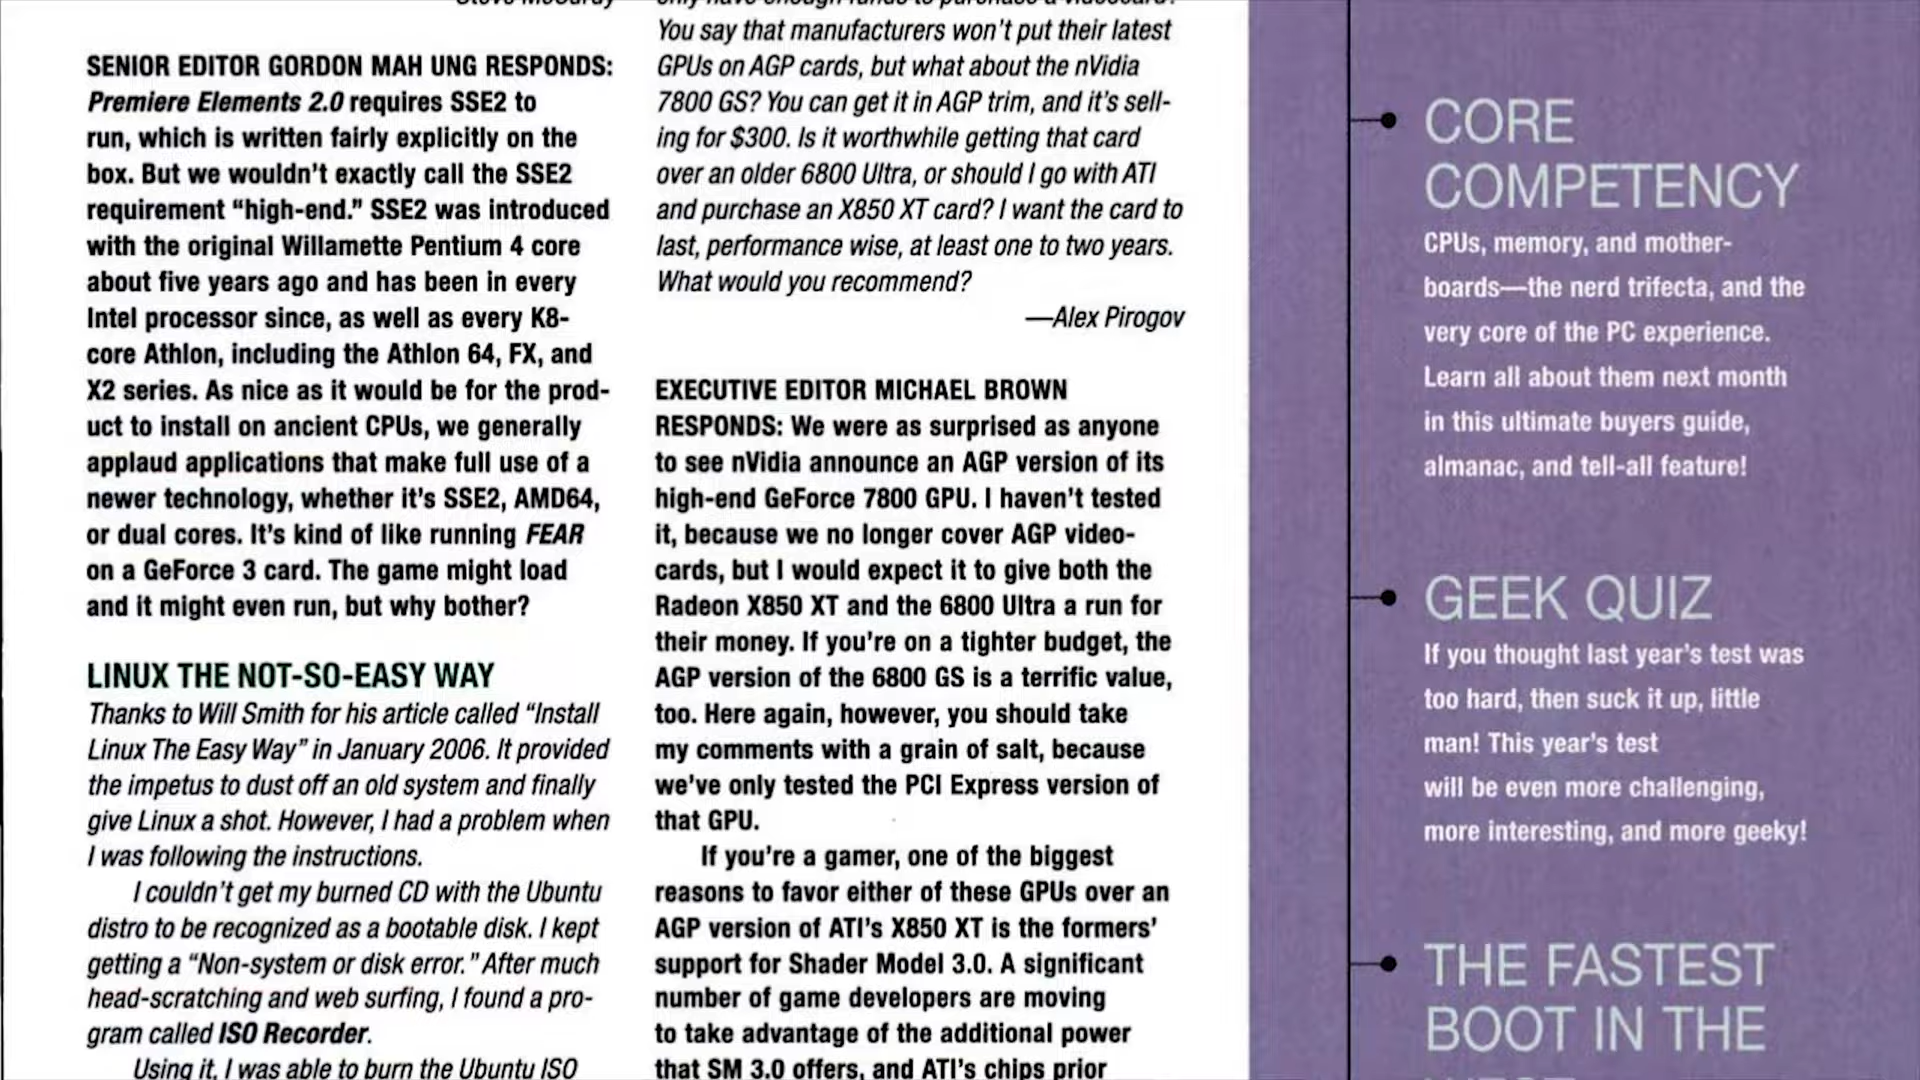 Steve McCurdy
SENIOR EDITOR GORDON MAH UNG RESPONDS:
Premiere Elements 2.0 requires SSE2 to
run, which is written fairly explicitly on the
box. But we wouldn't exactly call the SSE2
requirement "high-end." SSE2 was introduced
with the original Willamette Pentium 4 core
about five years ago and has been in every
Intel processor since, as well as every K8-
core Athlon, including the Athlon 64, FX, and
X2 series. As nice as it would be for the prod-
uct to install on ancient CPUs, we generally
applaud applications that make full use of a
newer technology, whether it's SSE2, AMD64,
or dual cores. It's kind of like running FEAR
on a GeForce 3 card. The game might load
and it might even run, but why bother?
LINUX THE NOT-SO-EASY WAY
Thanks to Will Smith for his article called "Install
Linux The Easy Way" in January 2006. It provided
the impetus to dust off an old system and finally
give Linux a shot. However, I had a problem when
I was following the instructions.
I couldn't get my burned CD with the Ubuntu
distro to be recognized as a bootable disk. I kept
getting a "Non-system or disk error." After much
head-scratching and web surfing, I found a pro-
gram called ISO Recorder.
Using it, I was able to burn the Ubuntu ISO
only have enough funds to purchase a videocard?
You say that manufacturers won't put their latest
GPUs on AGP cards, but what about the nVidia
7800 GS? You can get it in AGP trim, and it's sell-
ing for $300. Is it worthwhile getting that card
over an older 6800 Ultra, or should I go with ATI
and purchase an X850 XT card? I want the card to
last, performance wise, at least one to two years.
What would you recommend?
—Alex Pirogov
EXECUTIVE EDITOR MICHAEL BROWN
RESPONDS: We were as surprised as anyone
to see nVidia announce an AGP version of its
high-end GeForce 7800 GPU. I haven't tested
it, because we no longer cover AGP video-
cards, but I would expect it to give both the
Radeon X850 XT and the 6800 Ultra a run for
their money. If you're on a tighter budget, the
AGP version of the 6800 GS is a terrific value,
too. Here again, however, you should take
my comments with a grain of salt, because
we've only tested the PCI Express version of
that GPU.
If you're a gamer, one of the biggest
reasons to favor either of these GPUs over an
AGP version of ATI's X850 XT is the formers'
support for Shader Model 3.0. A significant
number of game developers are moving
to take advantage of the additional power
that SM 3.0 offers, and ATI's chips prior
CORE
COMPETENCY
CPUs, memory, and mother-
boards—the nerd trifecta, and the
very core of the PC experience.
Learn all about them next month
in this ultimate buyers guide,
almanac, and tell-all feature!
GEEK QUIZ
If you thought last year's test was
too hard, then suck it up, little
man! This year's test
will be even more challenging,
more interesting, and more geeky!
THE FASTEST
BOOT IN THE